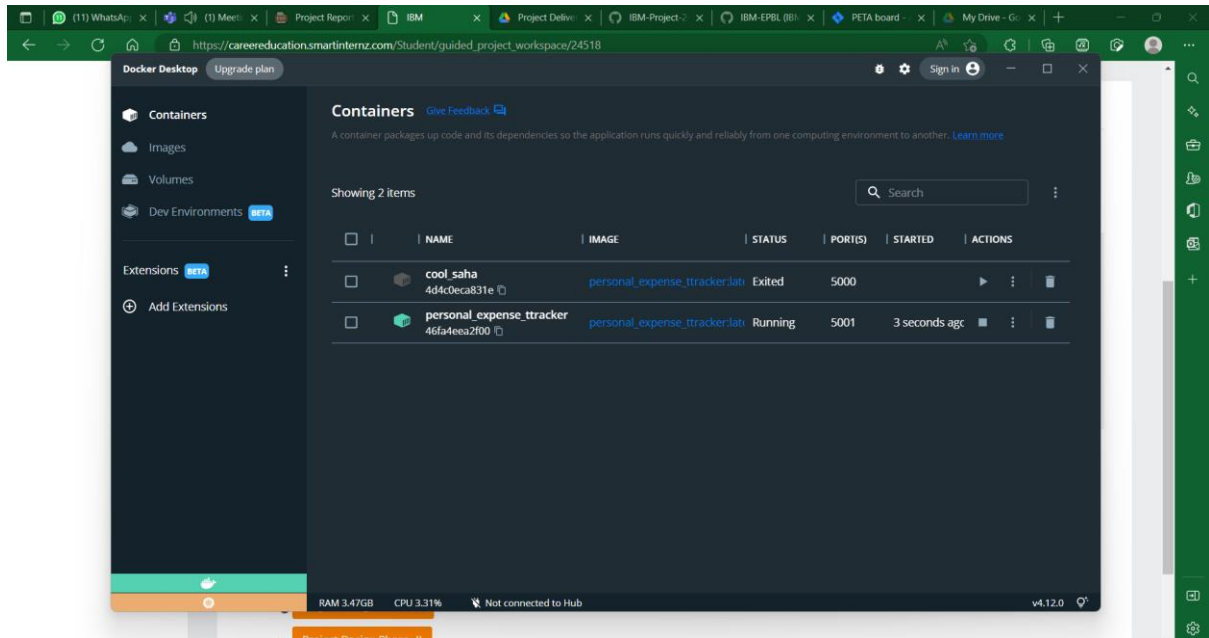 (11) WhatsAp
(1) Meeti
Project Report
IBM
Project Delive
IBM-Project-2
IBM-EPBL (IBM
PETA board -
My Drive - Go
https://careereducation.smartinternz.com/Student/guided_project_workspace/24518
Docker Desktop
Upgrade plan
Sign in
Containers
Images
Volumes
Dev Environments BETA
Extensions BETA
Add Extensions
Containers Give Feedback
A container packages up code and its dependencies so the application runs quickly and reliably from one computing environment to another. Learn more
Showing 2 items
Search
NAME IMAGE STATUS PORT(S) STARTED ACTIONS
cool_saha personal_expense_ttracker:late Exited 5000
4d4c0eca831e
personal_expense_ttracker personal_expense_ttracker:late Running 5001 3 seconds agc
46fa4eea2f00
RAM 3.47GB CPU 3.31% Not connected to Hub v4.12.0